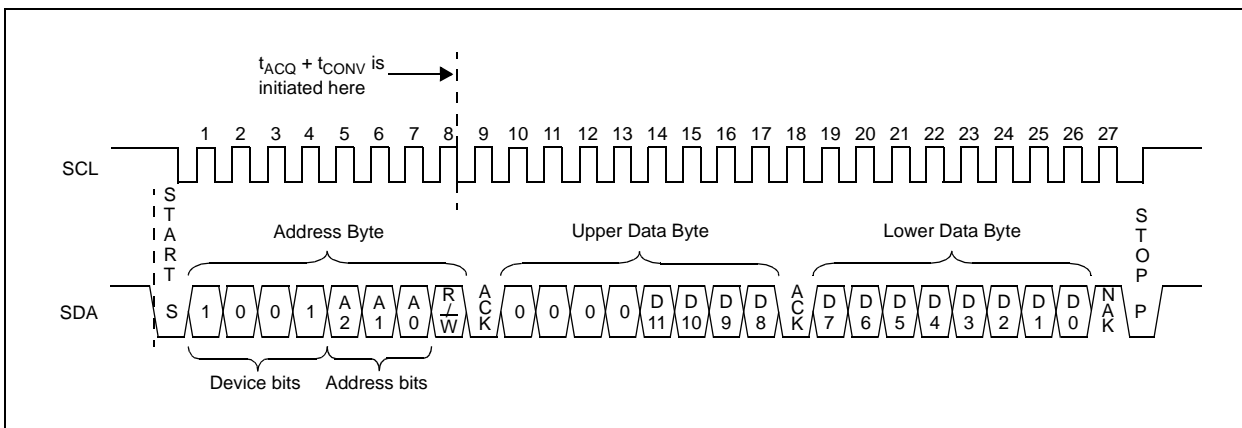 tACQ + tCONV is
initiated here
1 2 3 4 5 6 7 8 9 10 11 12 13 14 15 16 17 18 19 20 21 22 23 24 25 26 27
SCL
START
STOP
Address Byte
Upper Data Byte
Lower Data Byte
SDA
S 1 0 0 1 A2 A1 A0 R/W ACK 0 0 0 0 D11 D10 D9 D8 ACK D7 D6 D5 D4 D3 D2 D1 D0 NAK P
Device bits
Address bits